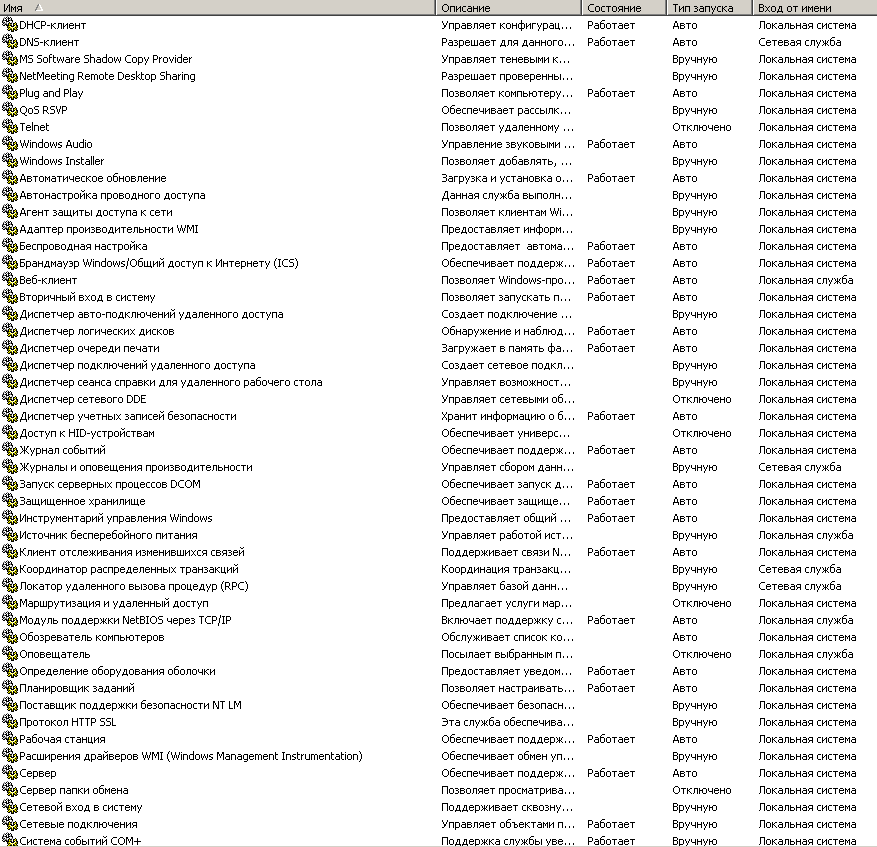 Имя Описание Состояние Тип запуска Вход от имени
DHCP-клиент Управляет конфигурац... Работает Авто Локальная система
DNS-клиент Разрешает для данного... Работает Авто Сетевая служба
MS Software Shadow Copy Provider Управляет теневыми к... Вручную Локальная система
NetMeeting Remote Desktop Sharing Разрешает проверенны... Вручную Локальная система
Plug and Play Позволяет компьютеру... Работает Авто Локальная система
QoS RSVP Обеспечивает рассылк... Вручную Локальная система
Telnet Позволяет удаленному ... Отключено Локальная система
Windows Audio Управление звуковыми ... Работает Авто Локальная система
Windows Installer Позволяет добавлять, ... Вручную Локальная система
Автоматическое обновление Загрузка и установка о... Работает Авто Локальная система
Автонастройка проводного доступа Данная служба выполн... Вручную Локальная система
Агент защиты доступа к сети Позволяет клиентам Wi... Вручную Локальная система
Адаптер производительности WMI Предоставляет информ... Вручную Локальная система
Беспроводная настройка Предоставляет автома... Работает Авто Локальная система
Брандмауэр Windows/Общий доступ к Интернету (ICS) Обеспечивает поддерж... Работает Авто Локальная система
Веб-клиент Позволяет Windows-про... Работает Авто Локальная служба
Вторичный вход в систему Позволяет запускать п... Работает Авто Локальная система
Диспетчер авто-подключений удаленного доступа Создает подключение ... Вручную Локальная система
Диспетчер логических дисков Обнаружение и наблюд... Работает Авто Локальная система
Диспетчер очереди печати Загружает в память фа... Работает Авто Локальная система
Диспетчер подключений удаленного доступа Создает сетевое подкл... Вручную Локальная система
Диспетчер сеанса справки для удаленного рабочего стола Управляет возможност... Вручную Локальная система
Диспетчер сетевого DDE Управляет сетевыми об... Отключено Локальная система
Диспетчер учетных записей безопасности Хранит информацию о б... Работает Авто Локальная система
Доступ к HID-устройствам Обеспечивает универс... Отключено Локальная система
Журнал событий Обеспечивает поддерж... Работает Авто Локальная система
Журналы и оповещения производительности Управляет сбором данн... Вручную Сетевая служба
Запуск серверных процессов DCOM Обеспечивает запуск д... Работает Авто Локальная система
Защищенное хранилище Обеспечивает защище... Работает Авто Локальная система
Инструментарий управления Windows Предоставляет общий ... Работает Авто Локальная система
Источник бесперебойного питания Управляет работой ист... Вручную Локальная служба
Клиент отслеживания изменившихся связей Поддерживает связи N... Работает Авто Локальная система
Координатор распределенных транзакций Координация транзакц... Вручную Сетевая служба
Локатор удаленного вызова процедур (RPC) Управляет базой данн... Вручную Сетевая служба
Маршрутизация и удаленный доступ Предлагает услуги мар... Отключено Локальная система
Модуль поддержки NetBIOS через TCP/IP Включает поддержку с... Работает Авто Локальная служба
Обозреватель компьютеров Обслуживает список ко... Авто Локальная система
Оповещатель Посылает выбранным п... Отключено Локальная служба
Определение оборудования оболочки Предоставляет уведом... Работает Авто Локальная система
Планировщик заданий Позволяет настраивать... Работает Авто Локальная система
Поставщик поддержки безопасности NT LM Обеспечивает безопасн... Вручную Локальная система
Протокол HTTP SSL Эта служба обеспечива... Вручную Локальная система
Рабочая станция Обеспечивает поддерж... Работает Авто Локальная система
Расширения драйверов WMI (Windows Management Instrumentation) Обеспечивает обмен уп... Вручную Локальная система
Сервер Обеспечивает поддерж... Работает Авто Локальная система
Сервер папки обмена Позволяет просматрива... Отключено Локальная система
Сетевой вход в систему Поддерживает сквозну... Вручную Локальная система
Сетевые подключения Управляет объектами п... Работает Вручную Локальная система
Система событий COM+ Поддержка службы уве... Работает Вручную Локальная система